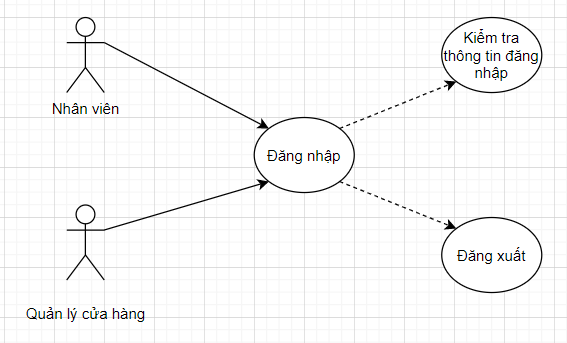 Kiểm tra
thông tin đăng
nhập
Nhân viên
Đăng nhập
Đăng xuất
Quản lý cửa hàng